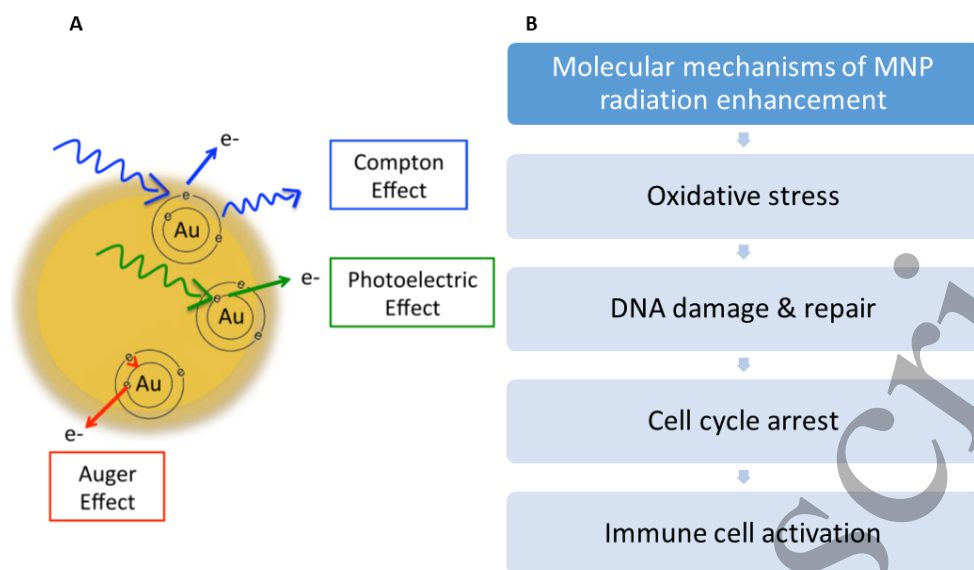 A
B
e-
Compton
Effect
e
e
Au
e
Photoelectric
Effect
e-
e
e
Au
e
e
e
Au
e
e-
Auger
Effect
Molecular mechanisms of MNP
radiation enhancement
Oxidative stress
DNA damage & repair
Cell cycle arrest
Immune cell activation
scri